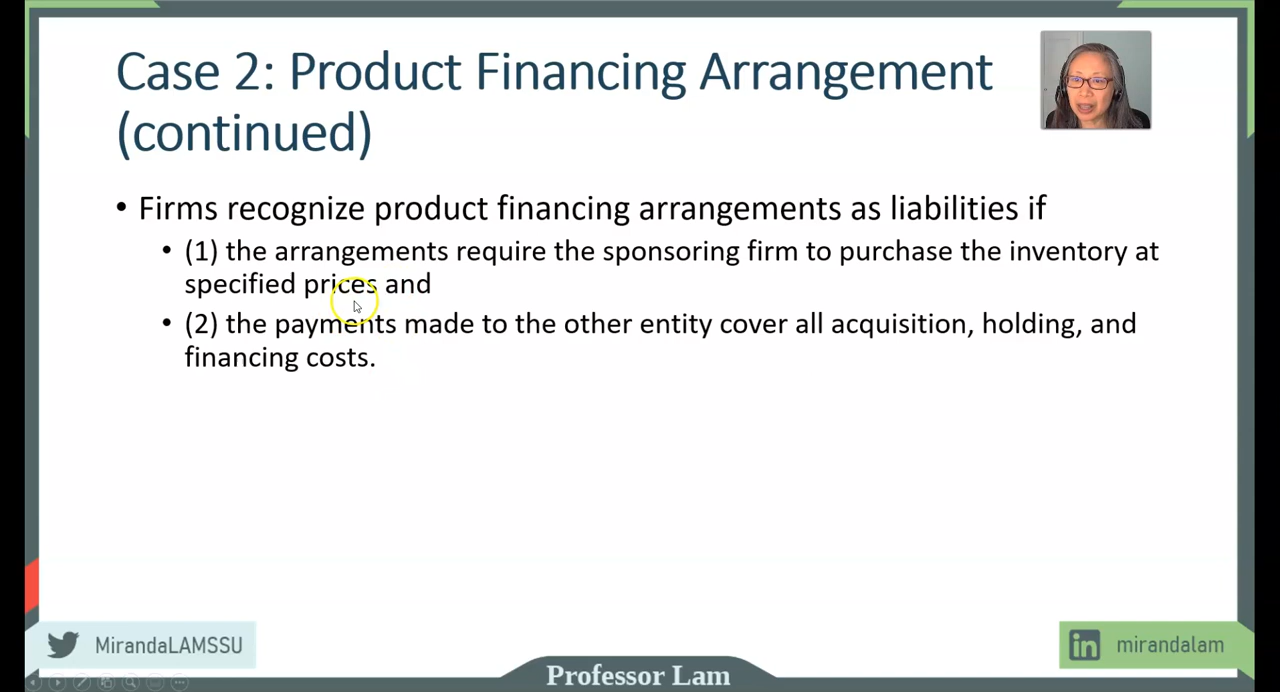 Case 2: Product Financing Arrangement
(continued)
• Firms recognize product financing arrangements as liabilities if
• (1) the arrangements require the sponsoring firm to purchase the inventory at
specified prices and
• (2) the payments made to the other entity cover all acquisition, holding, and
financing costs.
MirandaLAMSSU
in mirandalam
Professor Lam